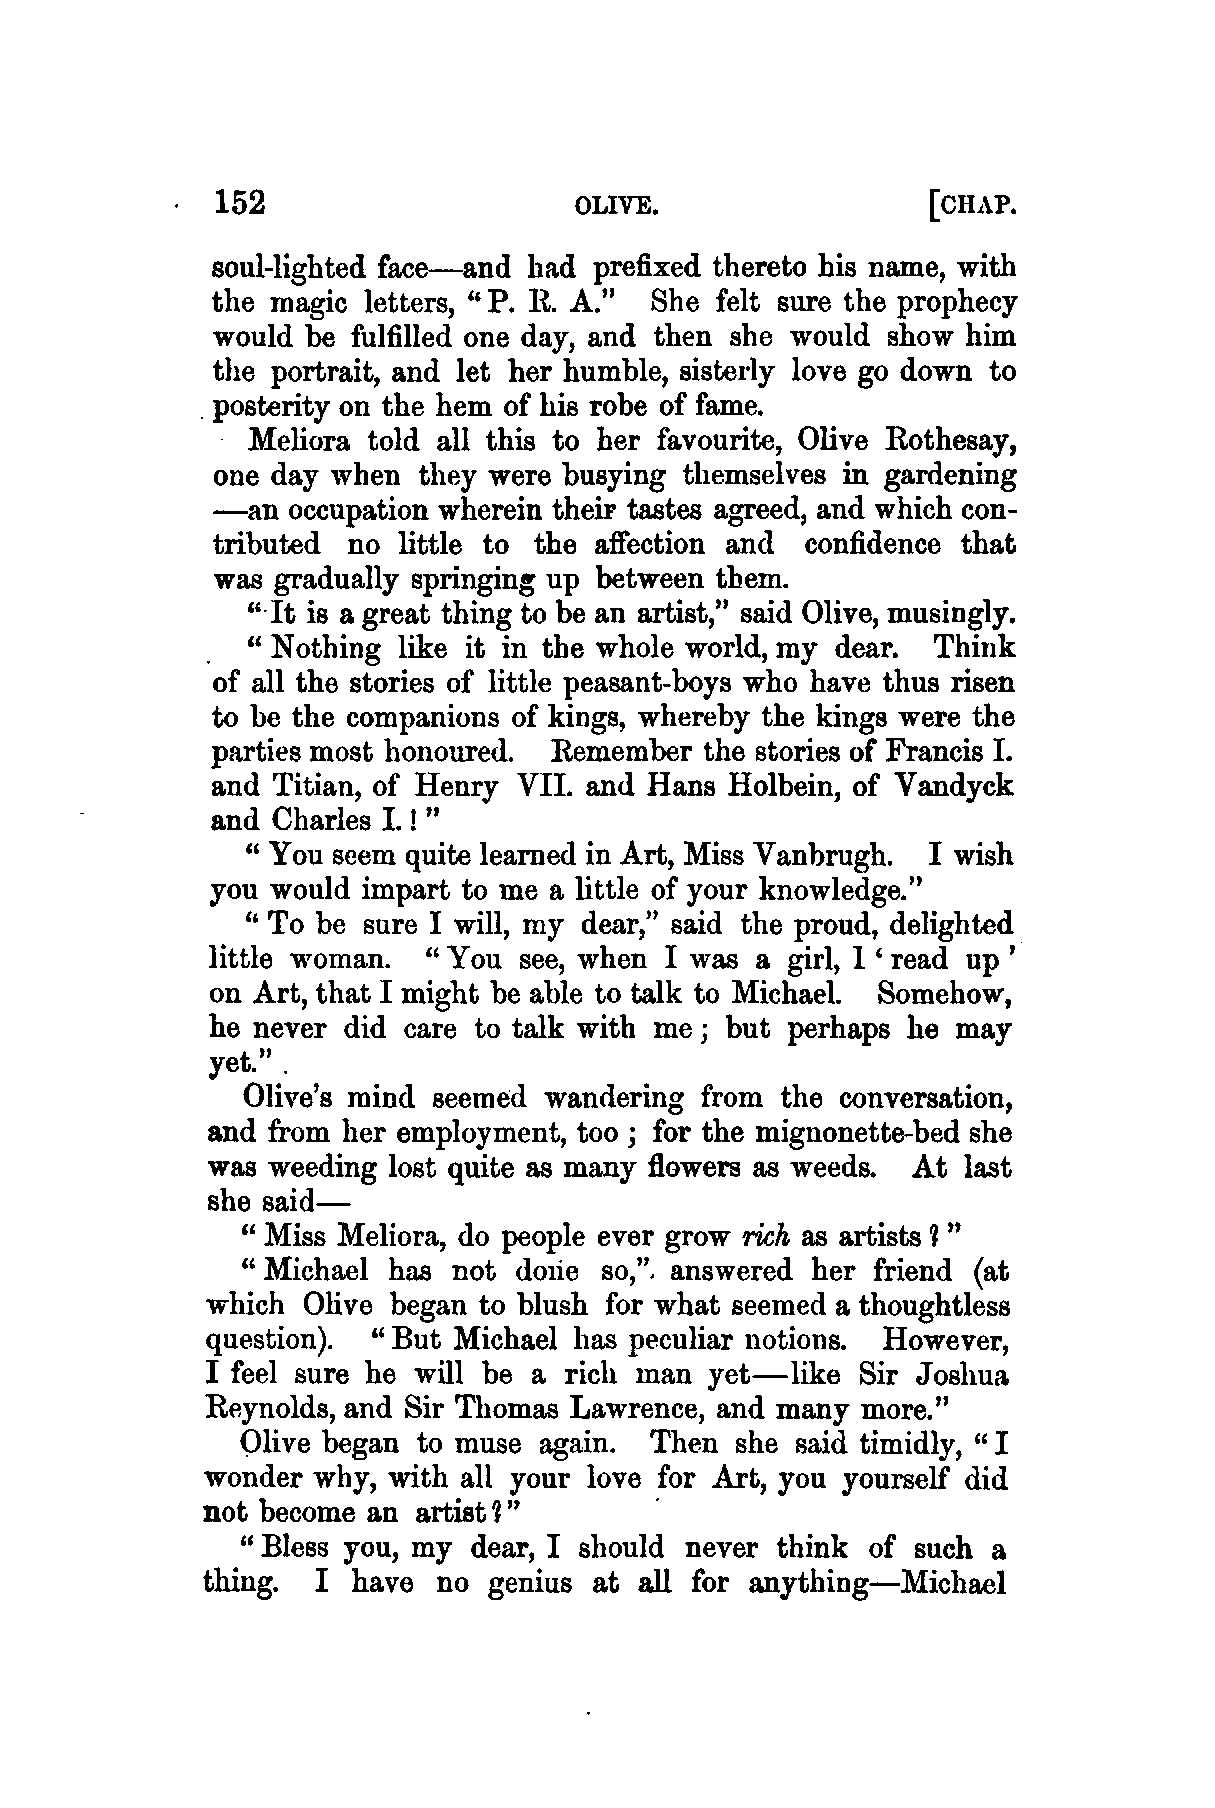 152 OLIVE. [CHAP.
soul-lighted face—and had prefixed thereto his name, with
the magic letters, "P. R. A." She felt sure the prophecy
would be fulfilled one day, and then she would show him
the portrait, and let her humble, sisterly love go down to
posterity on the hem of his robe of fame.
Meliora told all this to her favourite, Olive Rothesay,
one day when they were busying themselves in gardening
—an occupation wherein their tastes agreed, and which con-
tributed no little to the affection and confidence that
was gradually springing up between them.
"It is a great thing to be an artist," said Olive, musingly.
"Nothing like it in the whole world, my dear. Think
of all the stories of little peasant-boys who have thus risen
to be the companions of kings, whereby the kings were the
parties most honoured. Remember the stories of Francis I.
and Titian, of Henry VII. and Hans Holbein, of Vandyck
and Charles I.!"
"You seem quite learned in Art, Miss Vanbrugh. I wish
you would impart to me a little of your knowledge."
"To be sure I will, my dear," said the proud, delighted
little woman. "You see, when I was a girl, I 'read up'
on Art, that I might be able to talk to Michael. Somehow,
he never did care to talk with me; but perhaps he may
yet."
Olive's mind seemed wandering from the conversation,
and from her employment, too; for the mignonette-bed she
was weeding lost quite as many flowers as weeds. At last
she said—
"Miss Meliora, do people ever grow rich as artists?"
"Michael has not done so," answered her friend (at
which Olive began to blush for what seemed a thoughtless
question). "But Michael has peculiar notions. However,
I feel sure he will be a rich man yet—like Sir Joshua
Reynolds, and Sir Thomas Lawrence, and many more."
Olive began to muse again. Then she said timidly, "I
wonder why, with all your love for Art, you yourself did
not become an artist?"
"Bless you, my dear, I should never think of such a
thing. I have no genius at all for anything—Michael